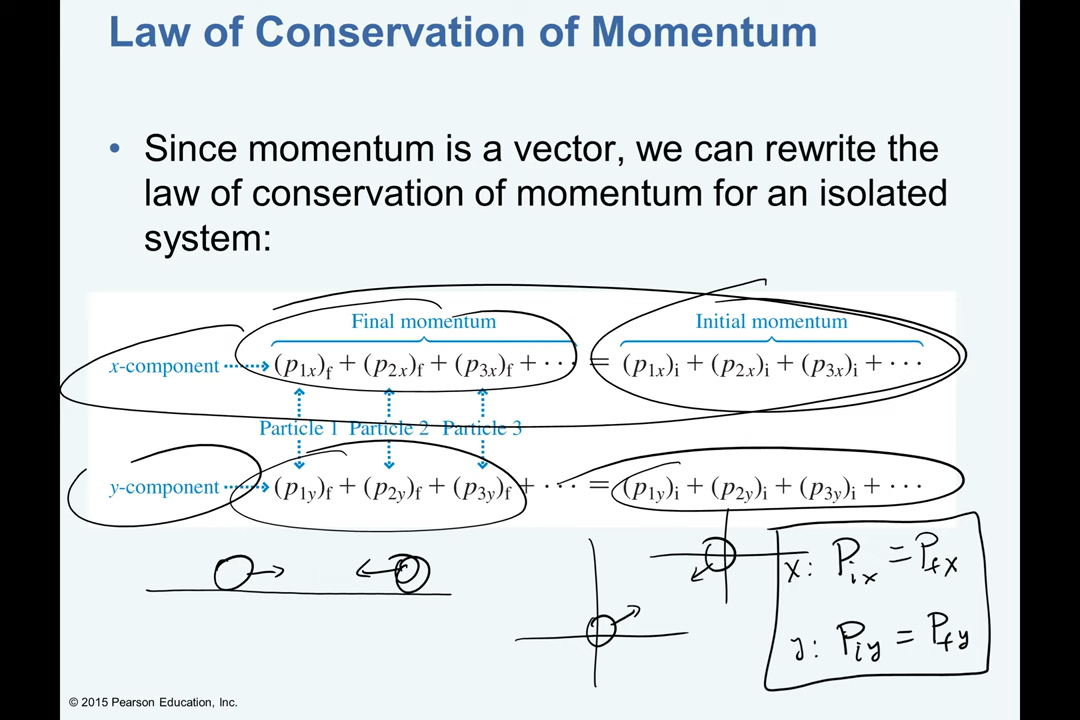 Law of Conservation of Momentum
• Since momentum is a vector, we can rewrite the
law of conservation of momentum for an isolated
system:
Final momentum Initial momentum
x-component (p1x)f + (p2x)f + (p3x)f + ··· = (p1x)i + (p2x)i + (p3x)i + ···
Particle 1 Particle 2 Particle 3
y-component (p1y)f + (p2y)f + (p3y)f + ··· = (p1y)i + (p2y)i + (p3y)i + ···
x: Pix = Pfx
y: Piy = Pfy
© 2015 Pearson Education, Inc.